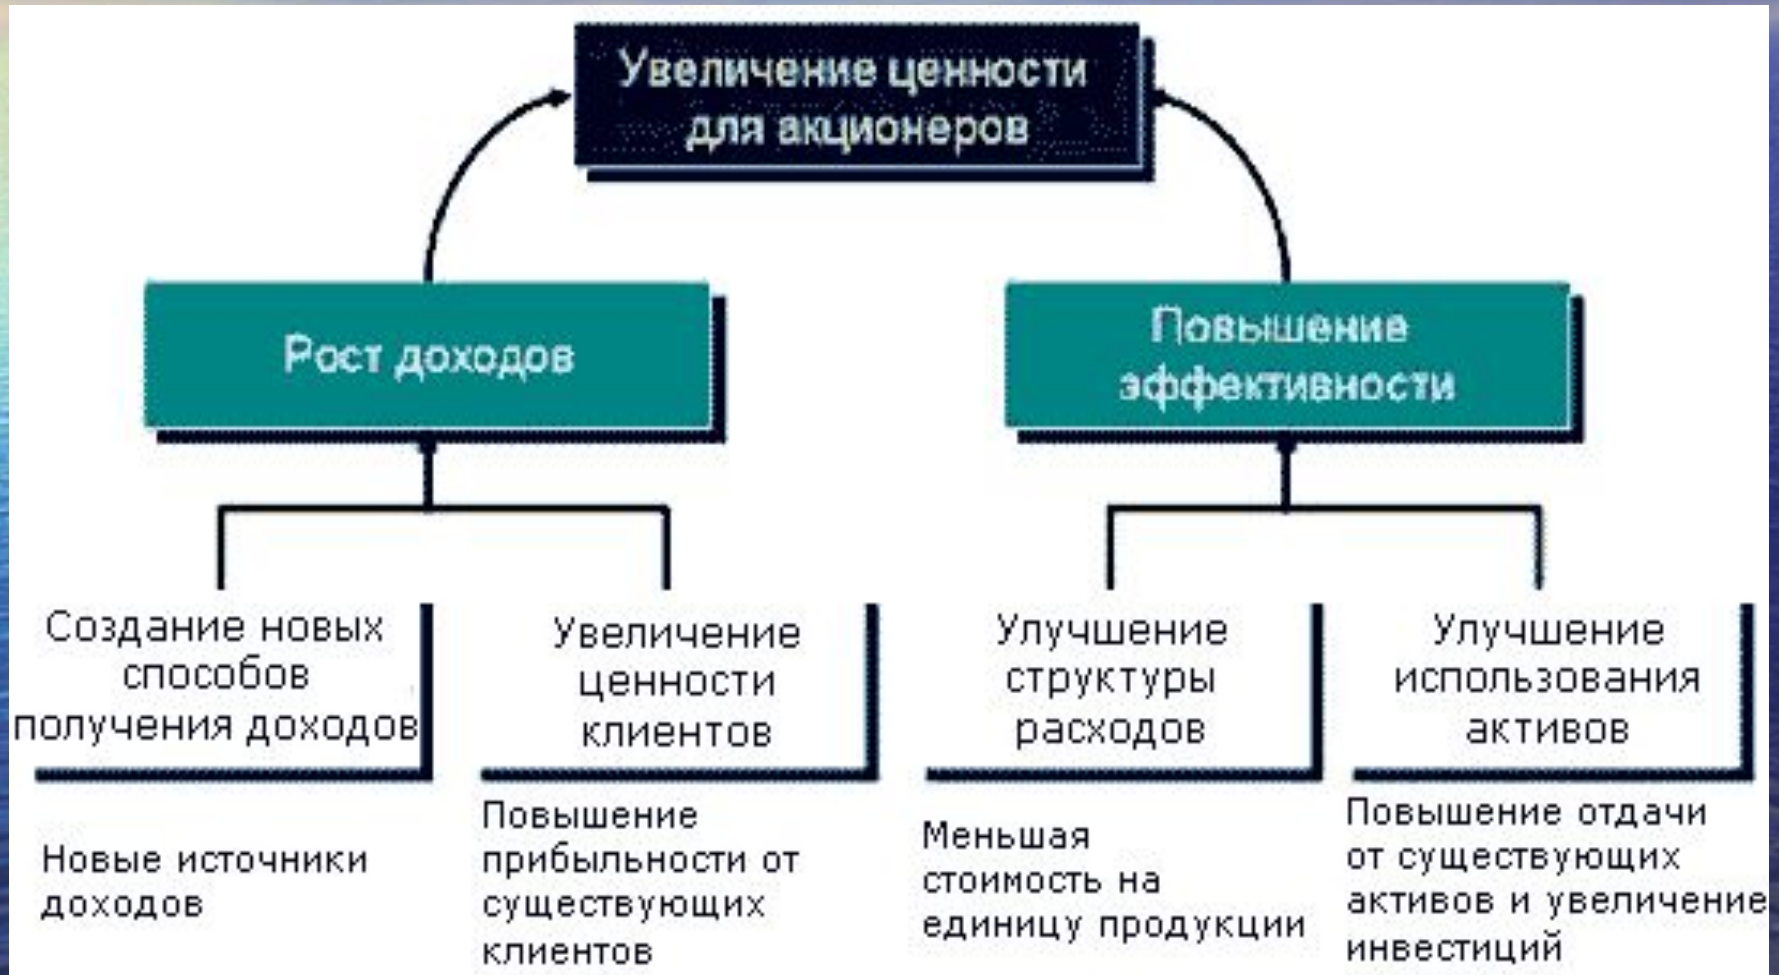 Увеличение ценности
для акционеров
Рост доходов
Повышение
эффективности
Создание новых
способов
получения доходов
Увеличение
ценности
клиентов
Улучшение
структуры
расходов
Улучшение
использования
активов
Новые источники
доходов
Повышение
прибыльности от
существующих
клиентов
Меньшая
стоимость на
единицу продукции
Повышение отдачи
от существующих
активов и увеличение
инвестиций